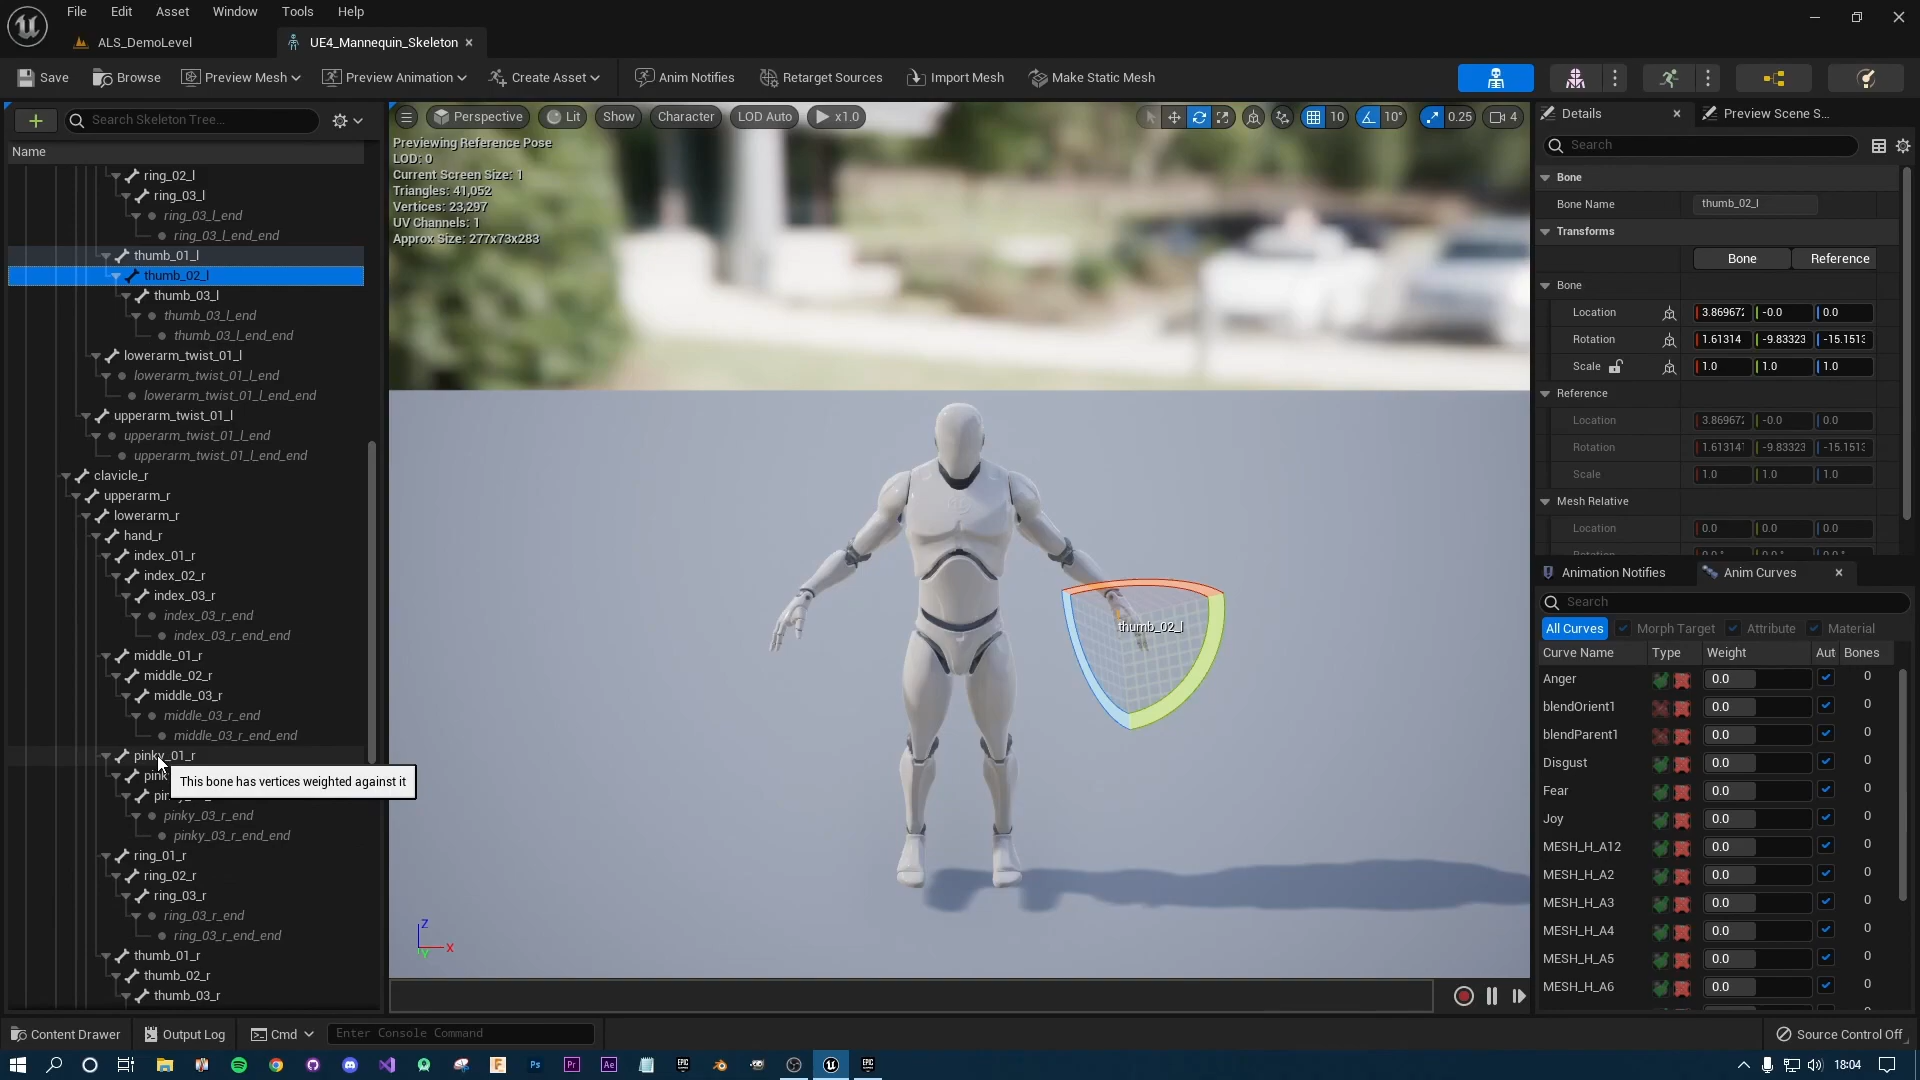 File Edit Asset Window Tools Help
ALS_DemoLevel
UE4_Mannequin_Skeleton
Save Browse Preview Mesh Preview Animation Create Asset Anim Notifies Retarget Sources Import Mesh Make Static Mesh
Search Skeleton Tree...
Name
ring_02_l
ring_03_l
ring_03_l_end
ring_03_l_end_end
thumb_01_l
thumb_02_l
thumb_03_l
thumb_03_l_end
thumb_03_l_end_end
lowerarm_twist_01_l
lowerarm_twist_01_l_end
lowerarm_twist_01_l_end_end
upperarm_twist_01_l
upperarm_twist_01_l_end
upperarm_twist_01_l_end_end
clavicle_r
upperarm_r
lowerarm_r
hand_r
index_01_r
index_02_r
index_03_r
index_03_r_end
index_03_r_end_end
middle_01_r
middle_02_r
middle_03_r
middle_03_r_end
middle_03_r_end_end
pinky_01_r
pink
This bone has vertices weighted against it
pinky_03_r_end
pinky_03_r_end_end
ring_01_r
ring_02_r
ring_03_r
ring_03_r_end
ring_03_r_end_end
thumb_01_r
thumb_02_r
thumb_03_r
Perspective Lit Show Character LOD Auto x1.0 10 10° 0.25 4
Previewing Reference Pose
LOD: 0
Current Screen Size: 1
Triangles: 41,052
Vertices: 23,297
UV Channels: 1
Approx Size: 277x73x283
thumb_02_l
Z
X
Y
Details
Preview Scene S...
Search
Bone
Bone Name thumb_02_l
Transforms
Bone Reference
Bone
Location 3.869672 -0.0 0.0
Rotation 1.61314 -9.83323 -15.1513
Scale 1.0 1.0 1.0
Reference
Location 3.869672 -0.0 0.0
Rotation 1.613141 -9.83323 -15.1513
Scale 1.0 1.0 1.0
Mesh Relative
Location 0.0 0.0 0.0
Animation Notifies
Anim Curves
Search
All Curves Morph Target Attribute Material
Curve Name Type Weight Aut Bones
Anger 0.0 0
blendOrient1 0.0 0
blendParent1 0.0 0
Disgust 0.0 0
Fear 0.0 0
Joy 0.0 0
MESH_H_A12 0.0 0
MESH_H_A2 0.0 0
MESH_H_A3 0.0 0
MESH_H_A4 0.0 0
MESH_H_A5 0.0 0
MESH_H_A6 0.0 0
Content Drawer Output Log Cmd Enter Console Command Source Control Off
18:04